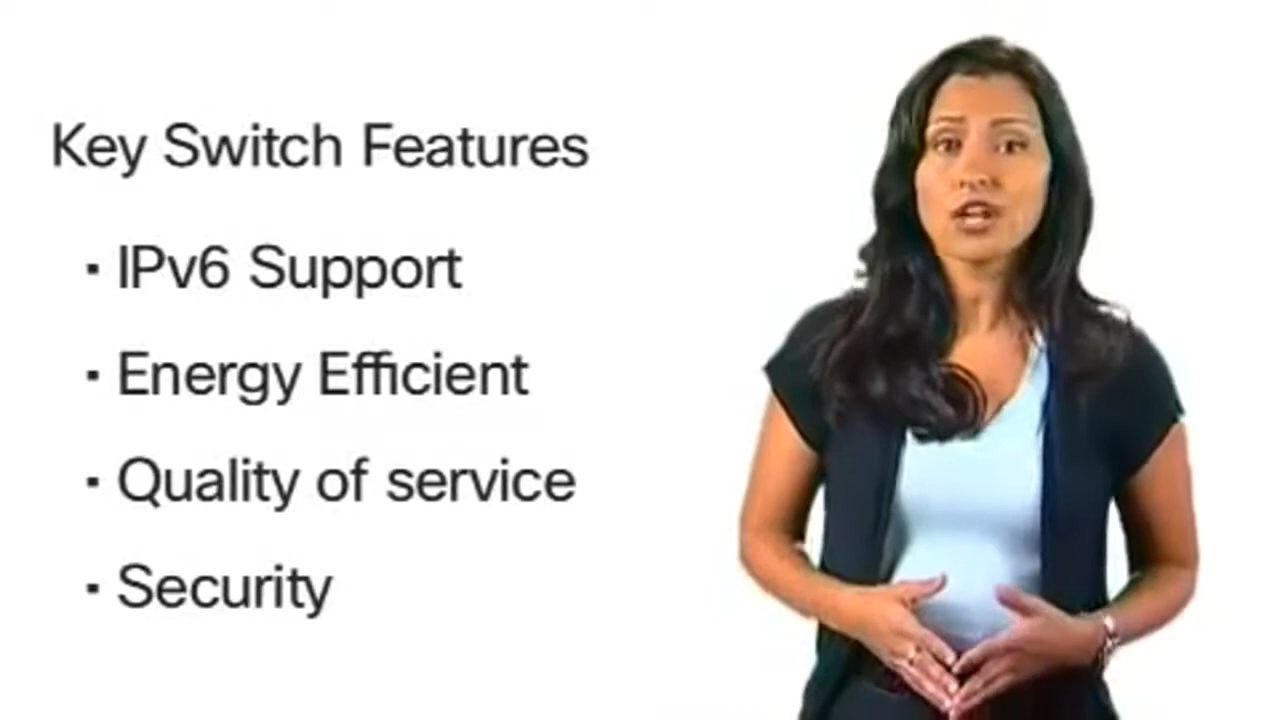 Key Switch Features
▪ IPv6 Support
▪ Energy Efficient
▪ Quality of service
▪ Security